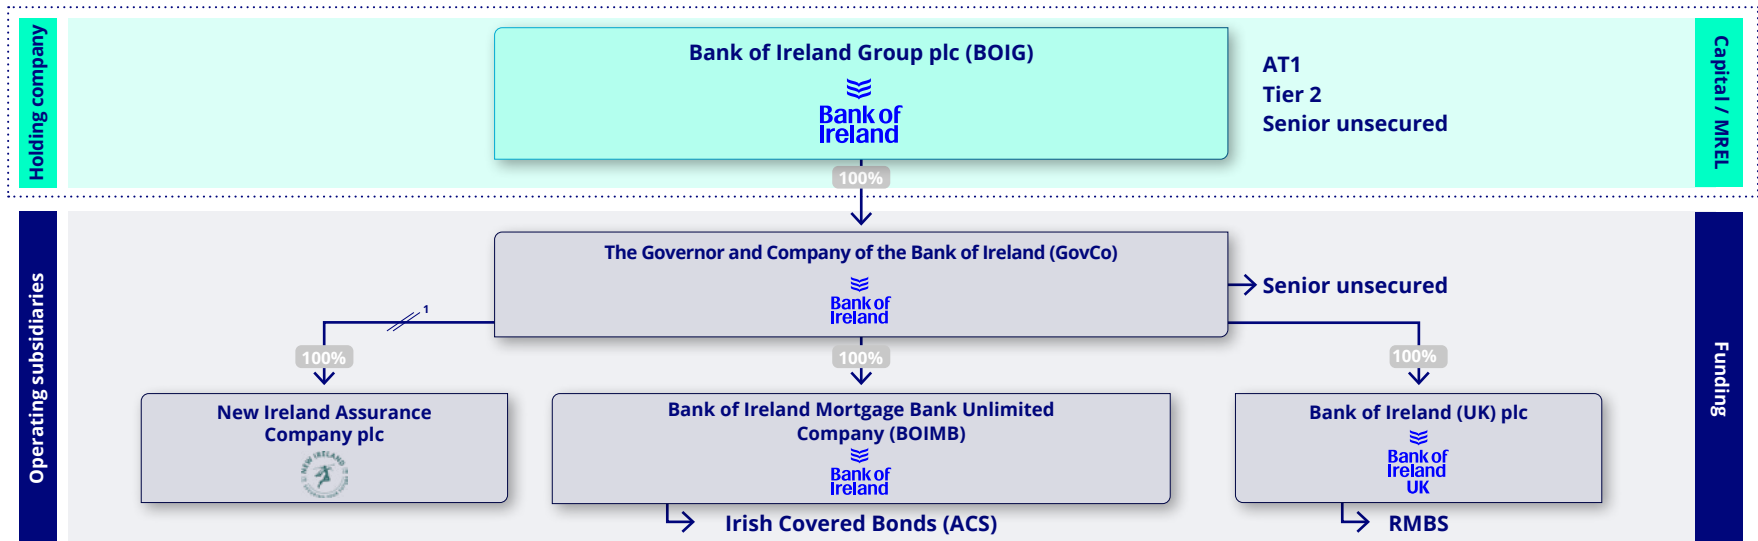 Holding company
Bank of Ireland Group plc (BOIG)
Bank of
Ireland
AT1
Tier 2
Senior unsecured
Capital / MREL
100%
Operating subsidiaries
The Governor and Company of the Bank of Ireland (GovCo)
Bank of
Ireland
Senior unsecured
Funding
1
100%
100%
100%
New Ireland Assurance
Company plc
NEW IRELAND
Bank of Ireland Mortgage Bank Unlimited
Company (BOIMB)
Bank of
Ireland
Bank of Ireland (UK) plc
Bank of
Ireland
UK
Irish Covered Bonds (ACS)
RMBS